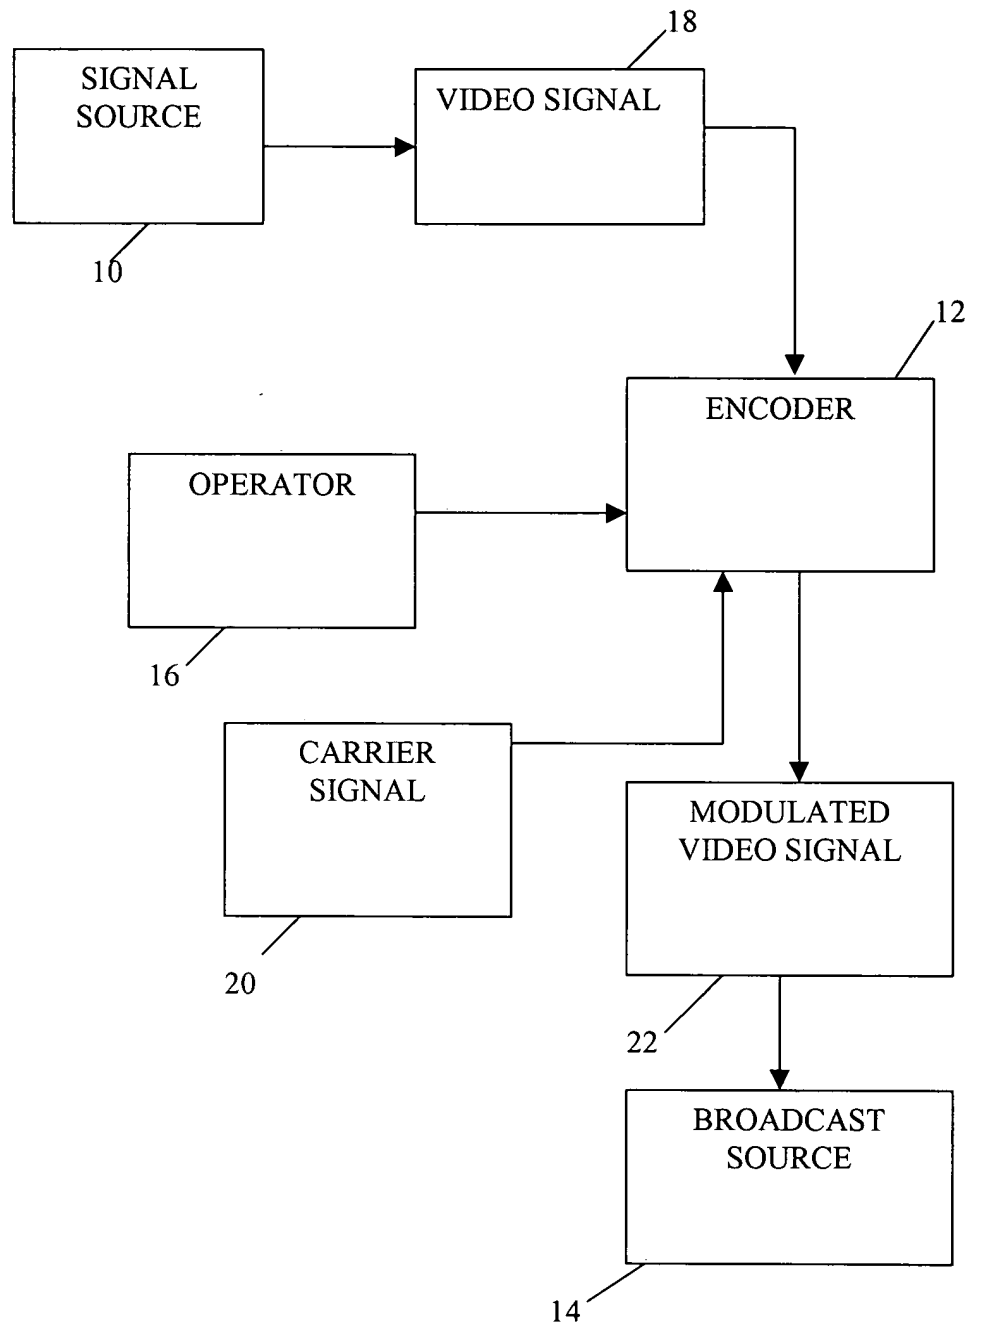 18
SIGNAL
SOURCE
VIDEO SIGNAL
10
12
ENCODER
OPERATOR
16
CARRIER
SIGNAL
MODULATED
VIDEO SIGNAL
20
22
BROADCAST
SOURCE
14